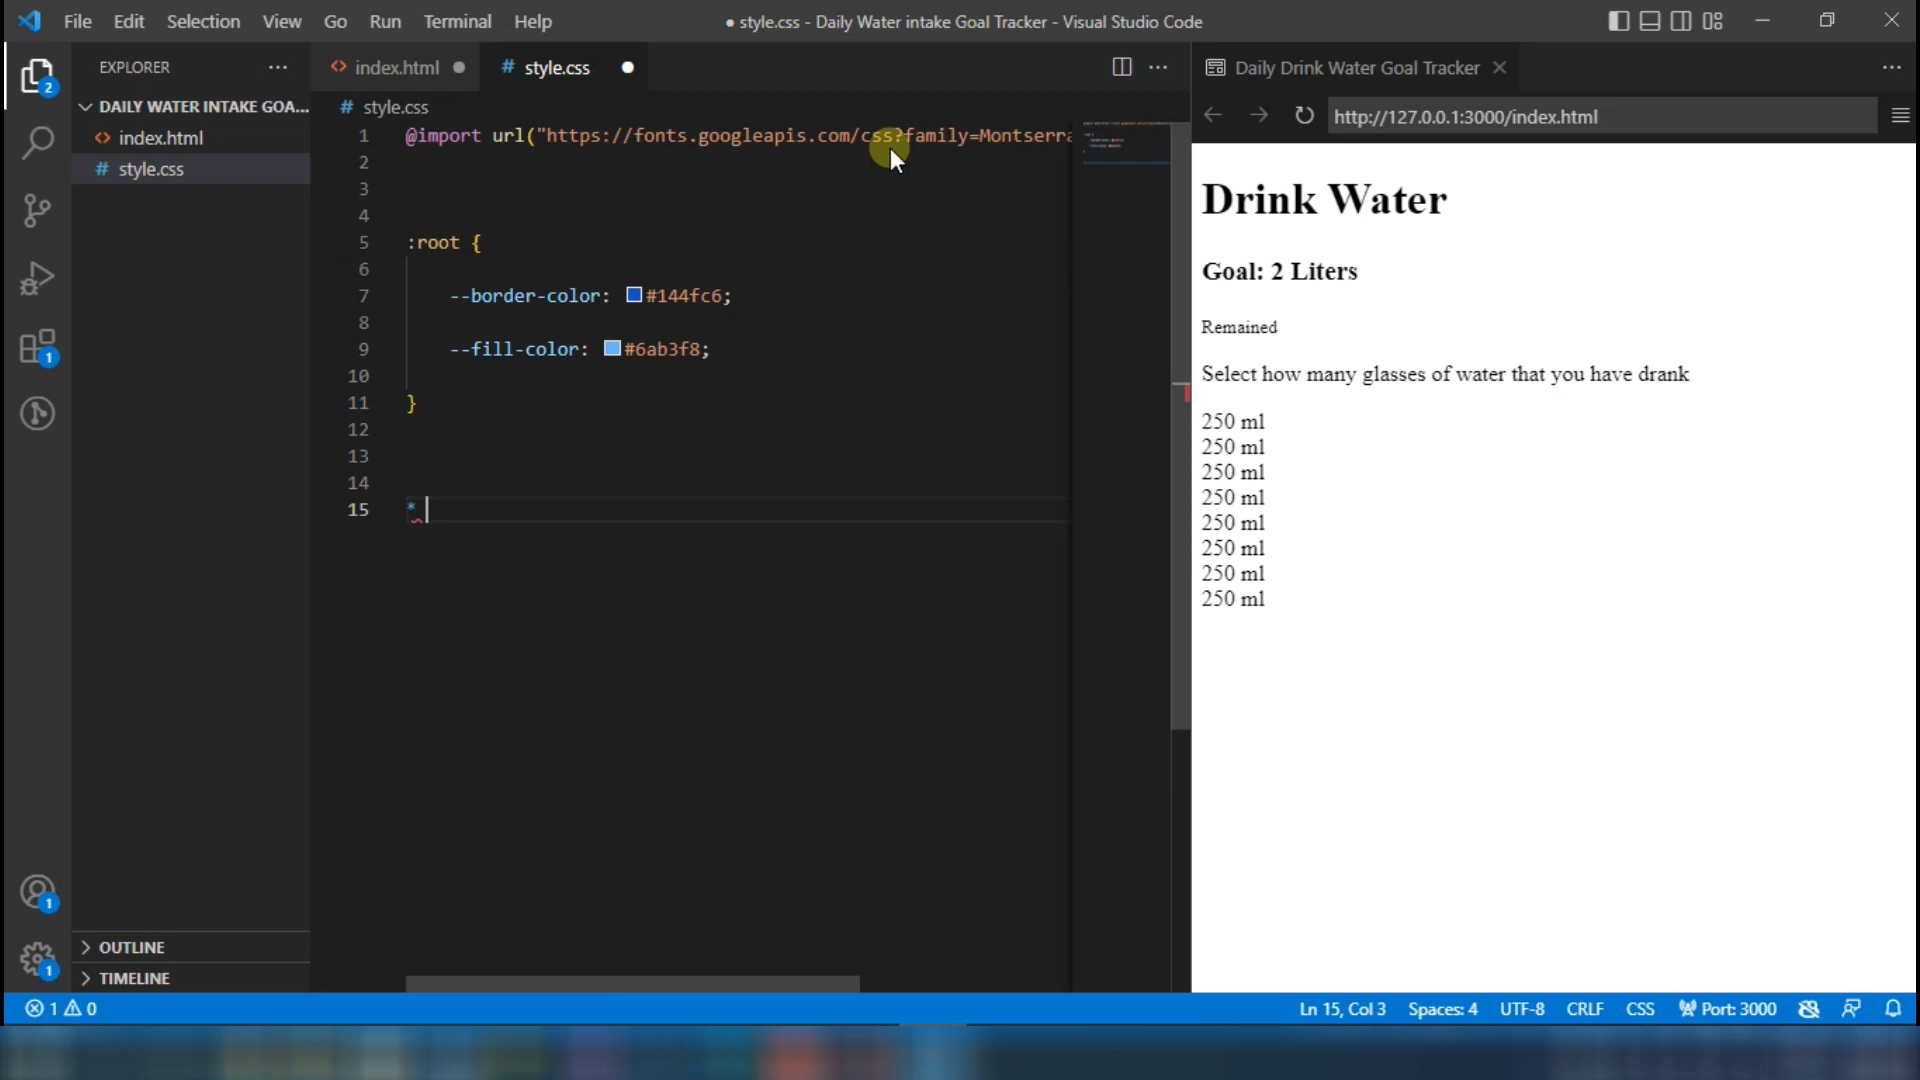 File Edit Selection View Go Run Terminal Help
● style.css - Daily Water intake Goal Tracker - Visual Studio Code
EXPLORER
index.html
style.css
Daily Drink Water Goal Tracker
DAILY WATER INTAKE GOA...
index.html
style.css
# style.css
http://127.0.0.1:3000/index.html
1 @import url("https://fonts.googleapis.com/css?family=Montserra
2
3
4
5 :root {
6
7 --border-color: #144fc6;
8
9 --fill-color: #6ab3f8;
10
11 }
12
13
14
15 *
Drink Water
Goal: 2 Liters
Remained
Select how many glasses of water that you have drank
250 ml
250 ml
250 ml
250 ml
250 ml
250 ml
250 ml
250 ml
2
1
1
1
OUTLINE
TIMELINE
1 0
Ln 15, Col 3 Spaces: 4 UTF-8 CRLF CSS Port: 3000